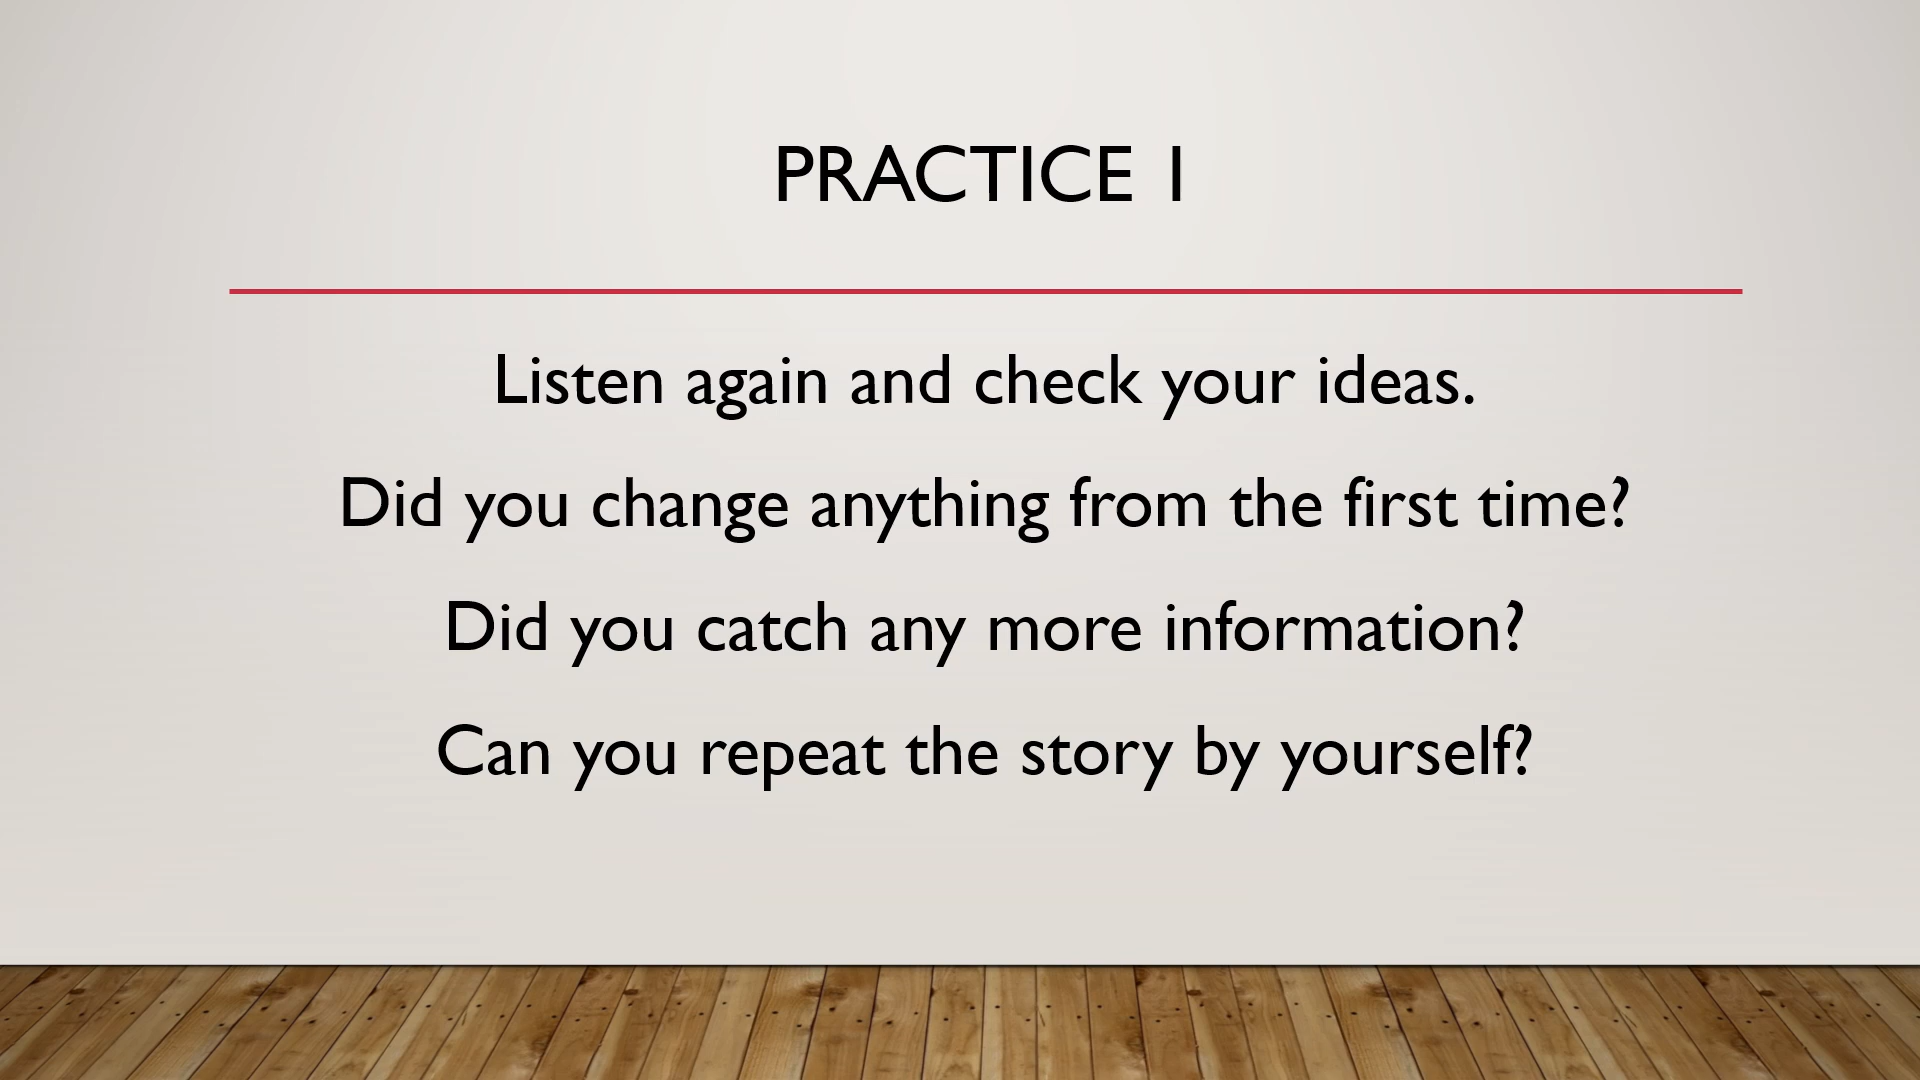 PRACTICE 1
Listen again and check your ideas.
Did you change anything from the first time?
Did you catch any more information?
Can you repeat the story by yourself?